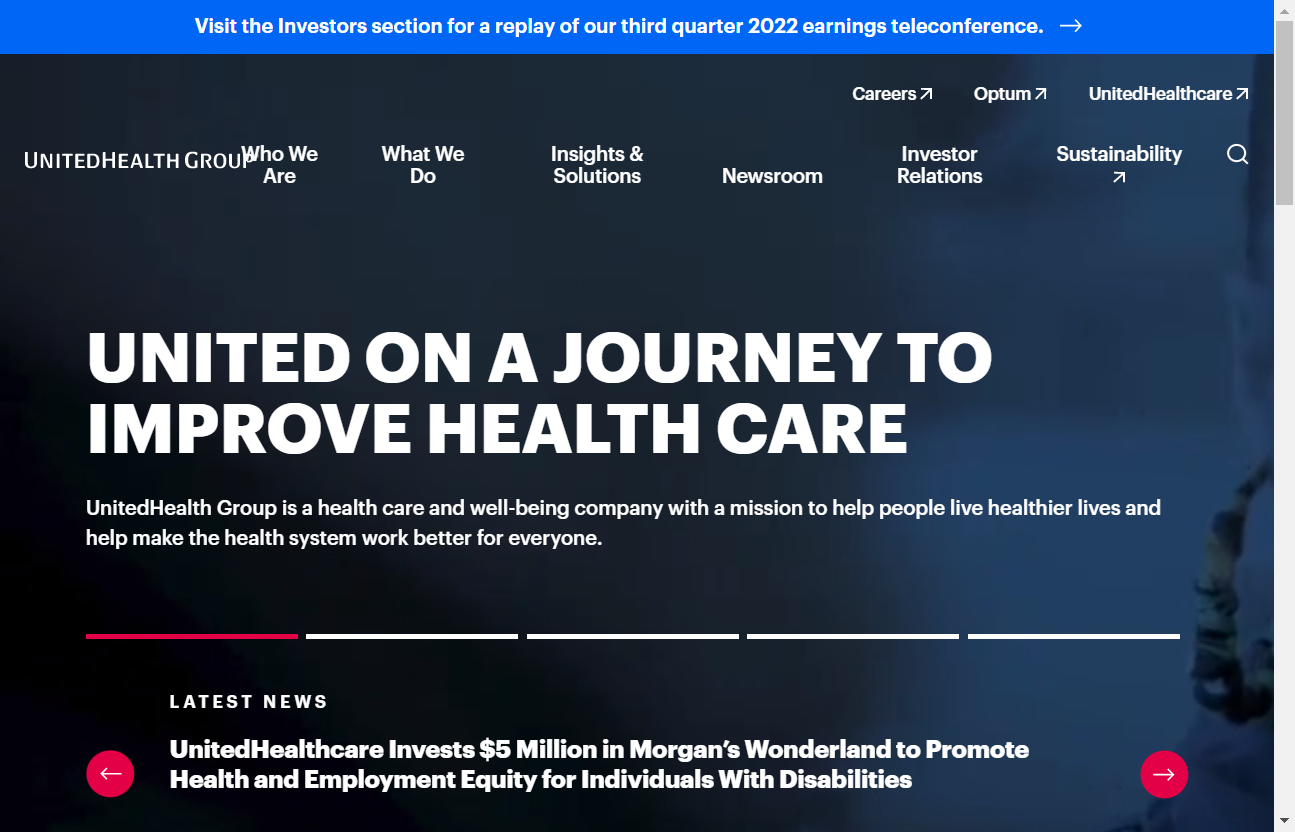 Visit the Investors section for a replay of our third quarter 2022 earnings teleconference.
Careers
Optum
UnitedHealthcare
UNITEDHEALTH GROUP
Who We
Are
What We
Do
Insights &
Solutions
Newsroom
Investor
Relations
Sustainability
UNITED ON A JOURNEY TO
IMPROVE HEALTH CARE
UnitedHealth Group is a health care and well-being company with a mission to help people live healthier lives and
help make the health system work better for everyone.
LATEST NEWS
UnitedHealthcare Invests $5 Million in Morgan’s Wonderland to Promote
Health and Employment Equity for Individuals With Disabilities